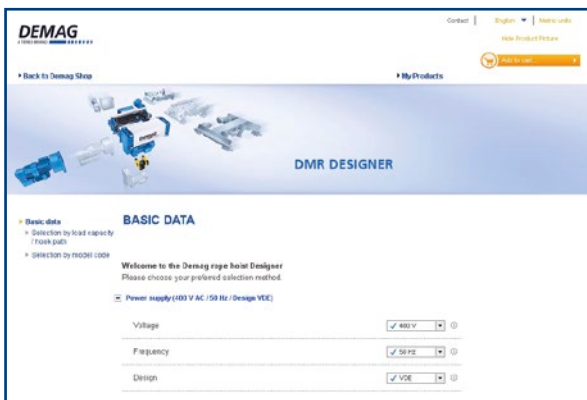 Contact
English
Metric units
DEMAG
Hide Product Picture
Add to cart
Back to Demag Shop
My Products
DMR DESIGNER
Basic data
Selection by load capacity
/ hook path
Selection by model code
BASIC DATA
Welcome to the Demag rope hoist Designer
Please choose your preferred selection method.
Power supply (400 V AC / 50 Hz / Design VDE)
Voltage
400 V
Frequency
50 Hz
Design
VDE